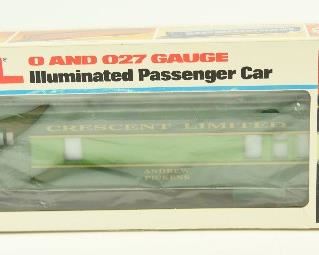 L
O AND O27 GAUGE
Illuminated Passenger Car
CRESCENT LIMITED
ANDREW
PICKENS